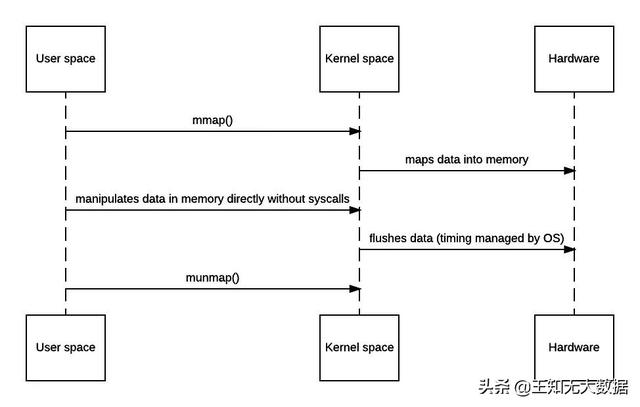 User space
Kernel space
Hardware
mmap()
maps data into memory
manipulates data in memory directly without syscalls
flushes data (timing managed by OS)
munmap()
User space
Kernel space
Hardware
头条 @王知无大数据